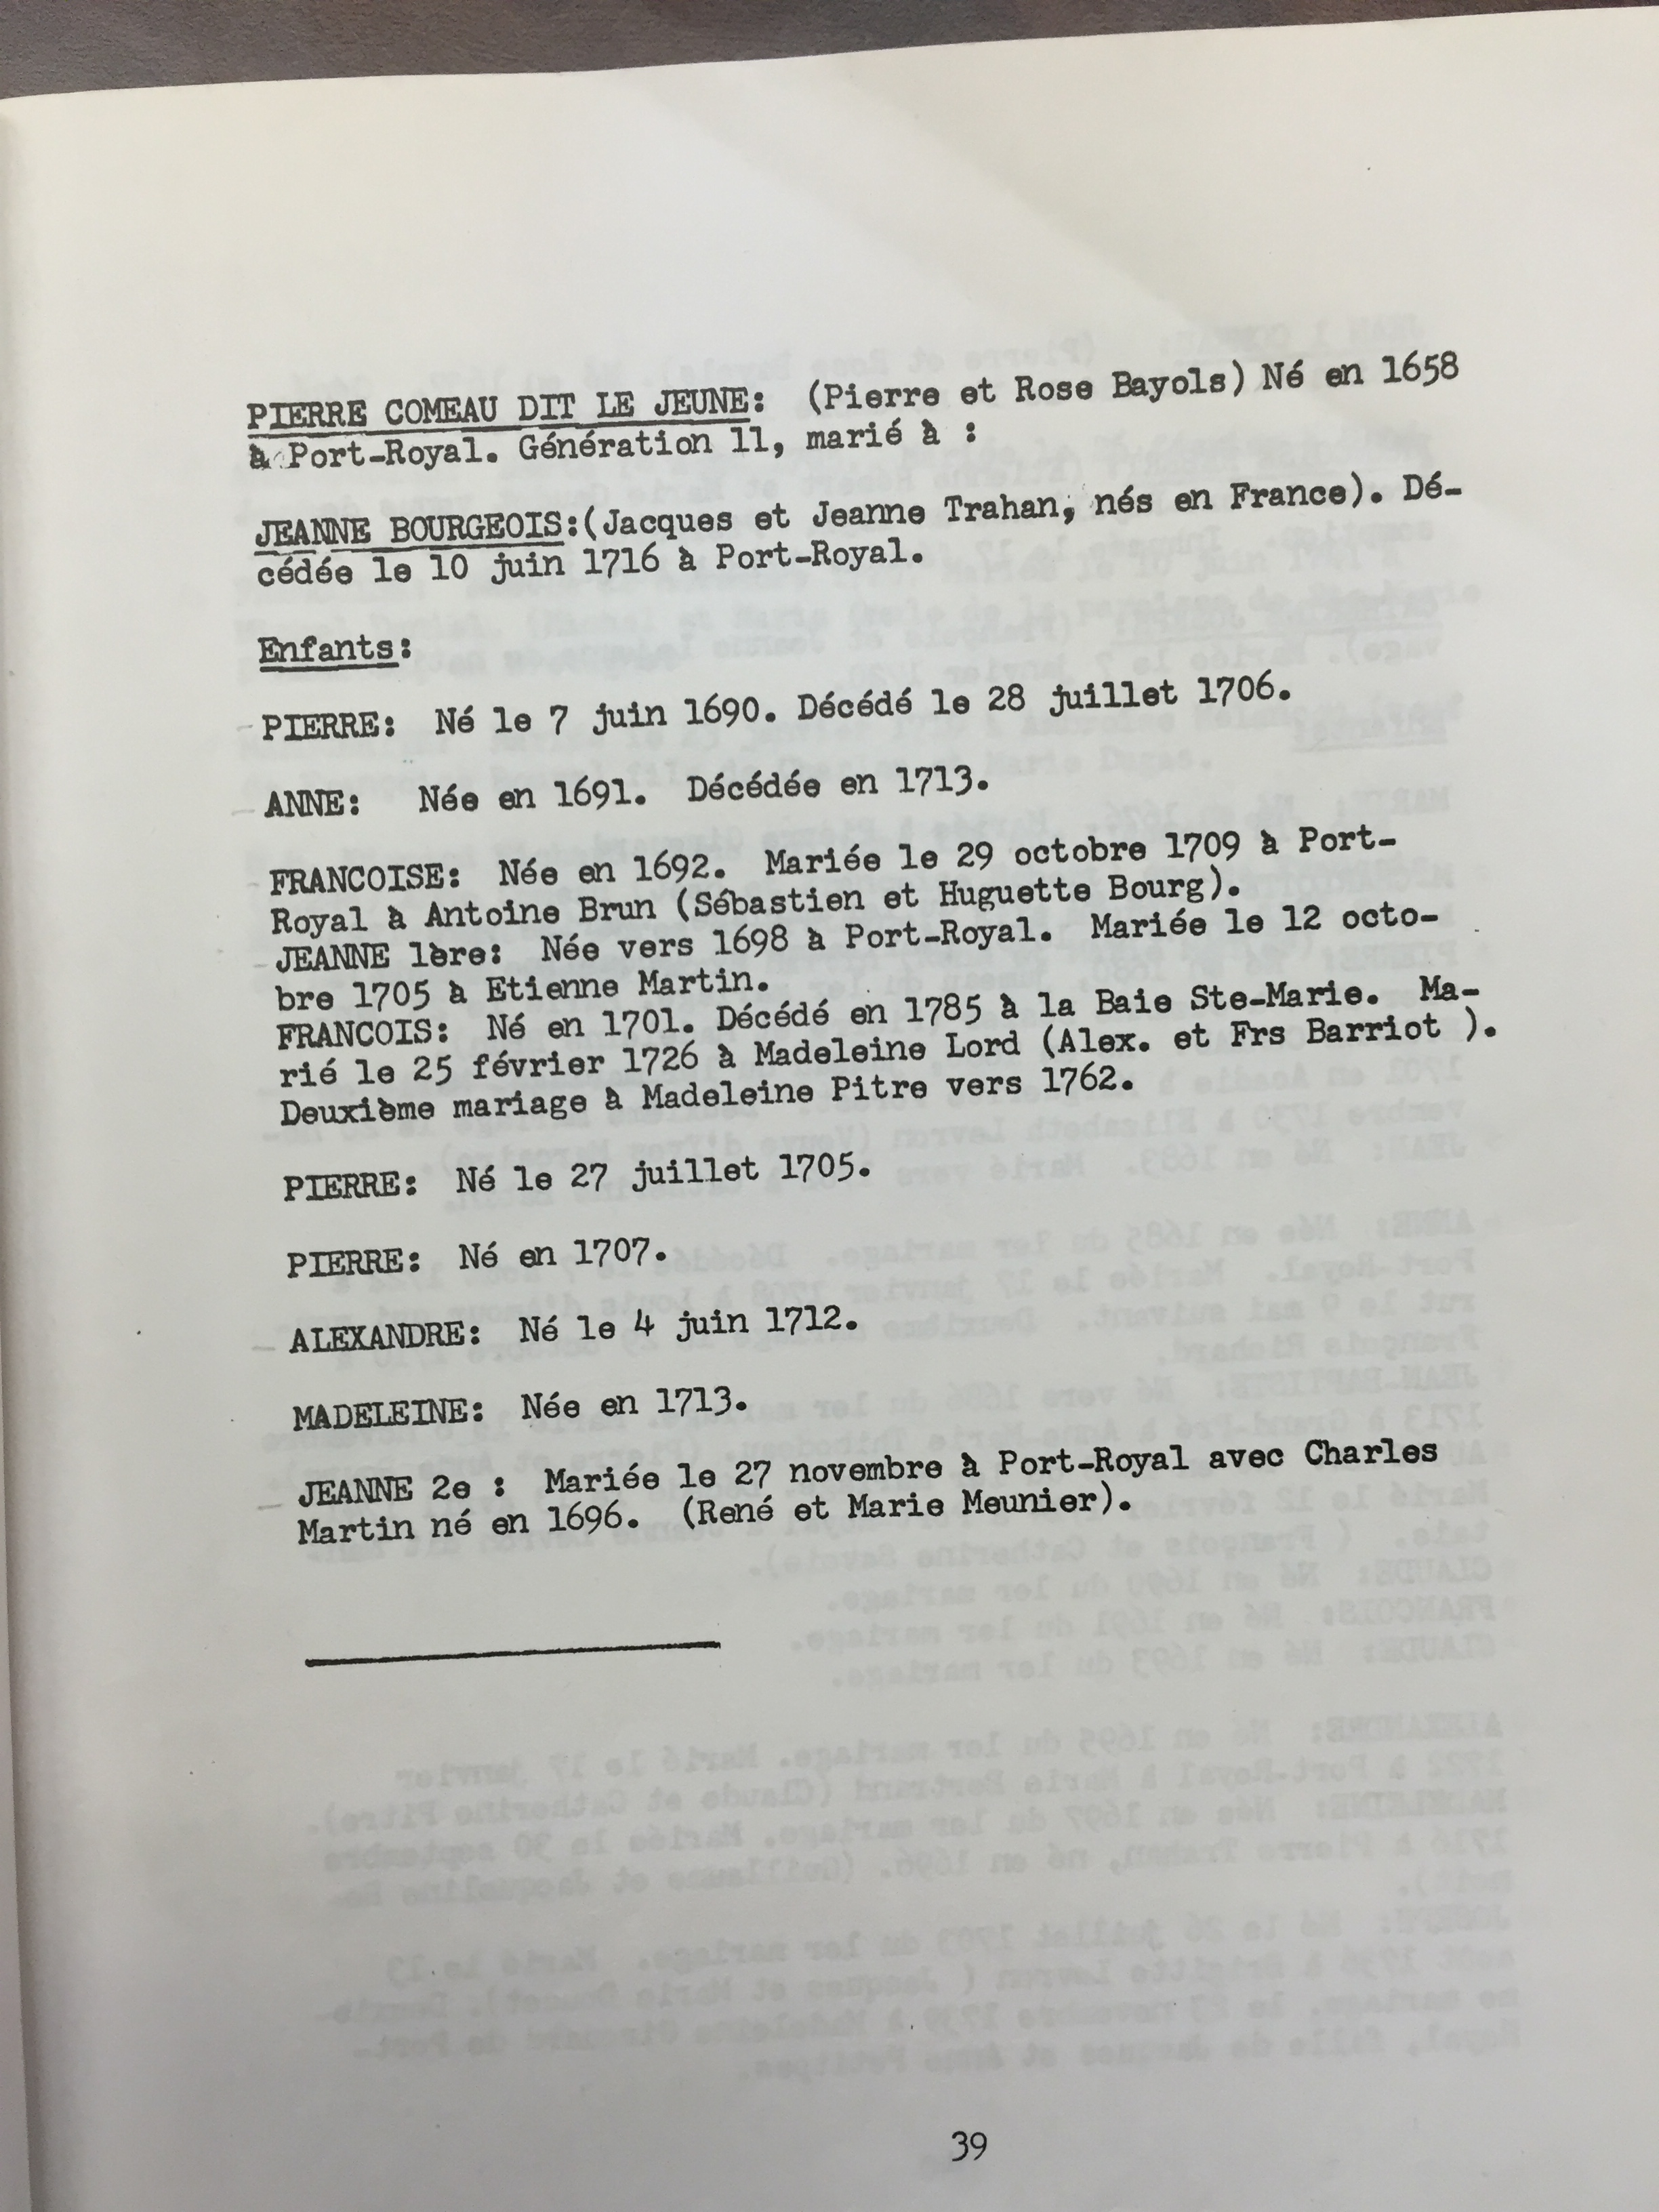 PIERRE COMEAU DIT LE JEUNE: (Pierre et Rose Bayols) Né en 1658
à Port-Royal. Génération 11, marié à :
JEANNE BOURGEOIS:(Jacques et Jeanne Trahan, nés en France). Dé-
cédée le 10 juin 1716 à Port-Royal.
Enfants:
PIERRE: Né le 7 juin 1690. Décédé le 28 juillet 1706.
ANNE: Née en 1691. Décédée en 1713.
FRANCOISE: Née en 1692. Mariée le 29 octobre 1709 à Port-
Royal à Antoine Brun (Sébastien et Huguette Bourg).
JEANNE 1ère: Née vers 1698 à Port-Royal. Mariée le 12 octo-
bre 1705 à Etienne Martin.
FRANCOIS: Né en 1701. Décédé en 1785 à la Baie Ste-Marie. Ma-
rié le 25 février 1726 à Madeleine Lord (Alex. et Frs Barriot ).
Deuxième mariage à Madeleine Pitre vers 1762.
PIERRE: Né le 27 juillet 1705.
PIERRE: Né en 1707.
ALEXANDRE: Né le 4 juin 1712.
MADELEINE: Née en 1713.
JEANNE 2e : Mariée le 27 novembre à Port-Royal avec Charles
Martin né en 1696. (René et Marie Meunier).
39